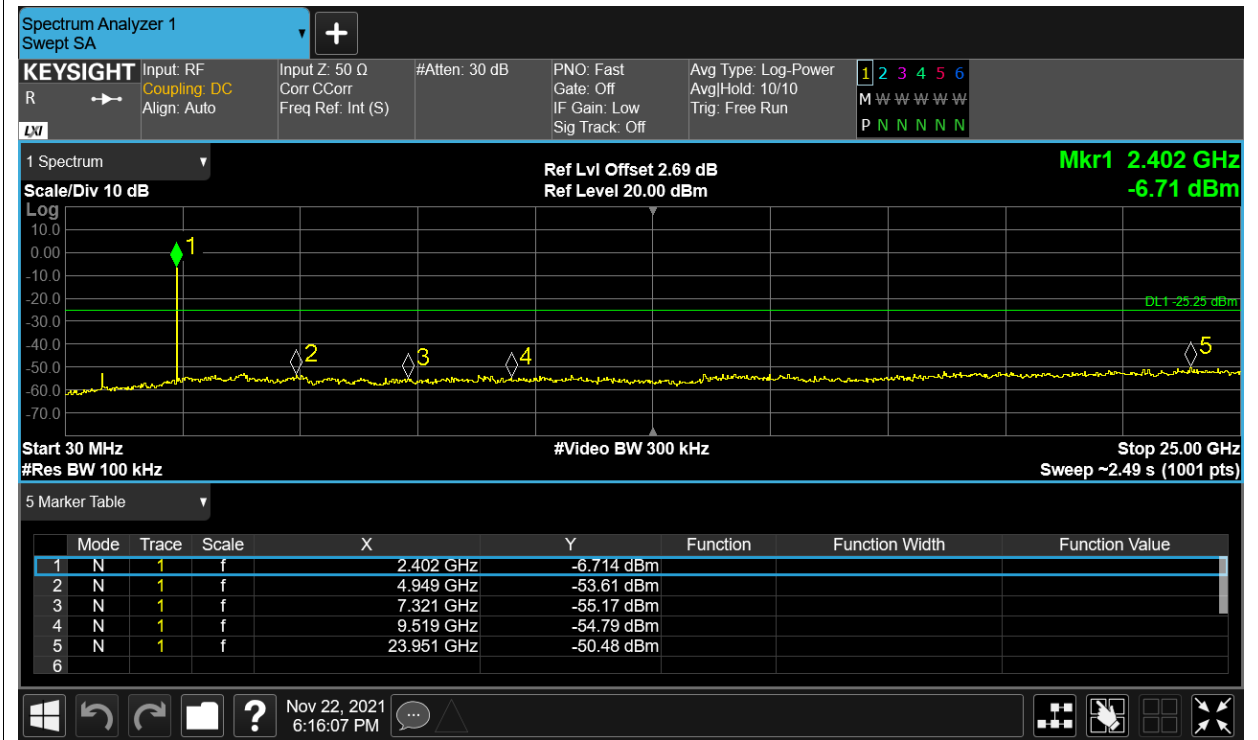 Spectrum Analyzer 1
Swept SA
KEYSIGHT
R
LXI
Input: RF
Coupling: DC
Align: Auto
Input Z: 50 Ω
Corr CCorr
Freq Ref: Int (S)
#Atten: 30 dB
PNO: Fast
Gate: Off
IF Gain: Low
Sig Track: Off
Avg Type: Log-Power
Avg|Hold: 10/10
Trig: Free Run
1 2 3 4 5 6
M W W W W W
P N N N N N
1 Spectrum
Scale/Div 10 dB
Ref Lvl Offset 2.69 dB
Ref Level 20.00 dBm
Mkr1 2.402 GHz
-6.71 dBm
Log
10.0
0.00
-10.0
-20.0
-30.0
-40.0
-50.0
-60.0
-70.0
1
2
3
4
5
DL1 -25.25 dBm
Start 30 MHz
#Video BW 300 kHz
Stop 25.00 GHz
#Res BW 100 kHz
Sweep ~2.49 s (1001 pts)
5 Marker Table
Mode Trace Scale X Y Function Function Width Function Value
1 N 1 f 2.402 GHz -6.714 dBm
2 N 1 f 4.949 GHz -53.61 dBm
3 N 1 f 7.321 GHz -55.17 dBm
4 N 1 f 9.519 GHz -54.79 dBm
5 N 1 f 23.951 GHz -50.48 dBm
6
?
Nov 22, 2021
6:16:07 PM